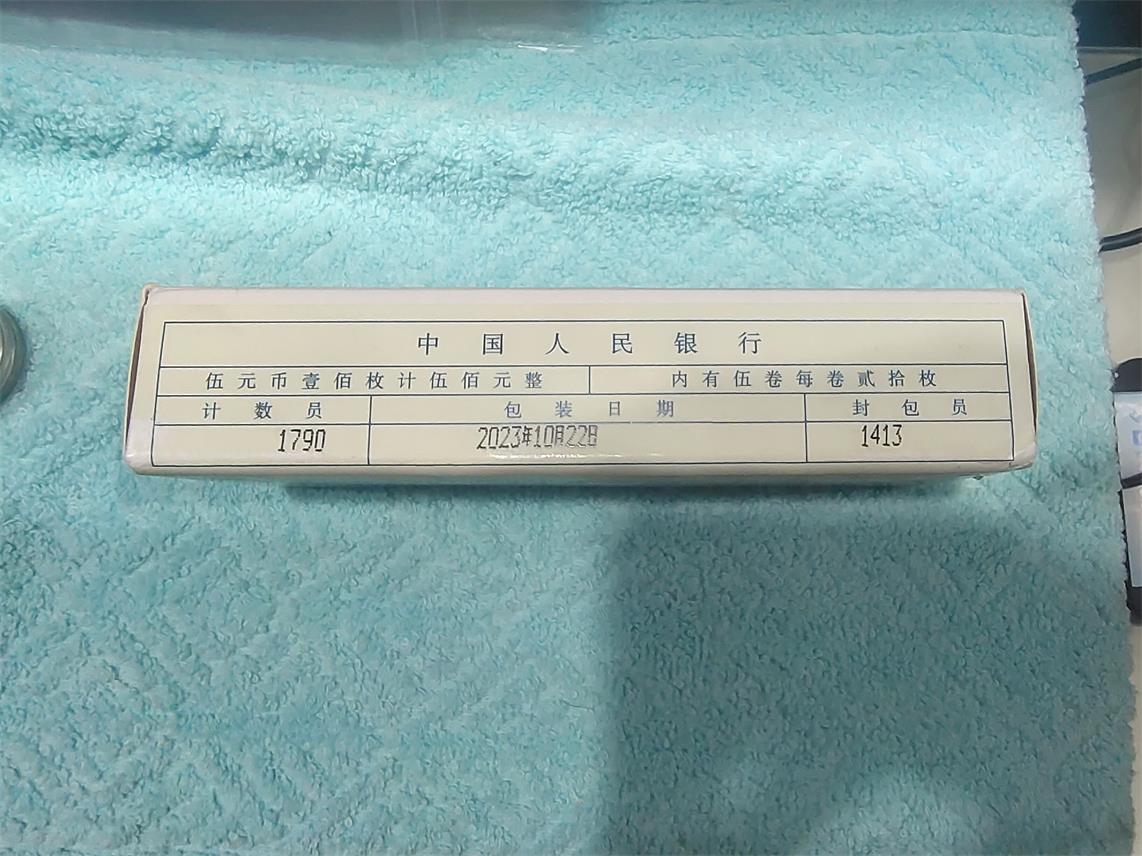 中国人民银行
伍元币壹佰枚计伍佰元整 内有伍卷每卷贰拾枚
计数员 包装日期 封包员
1790 2023年10月22日 1413